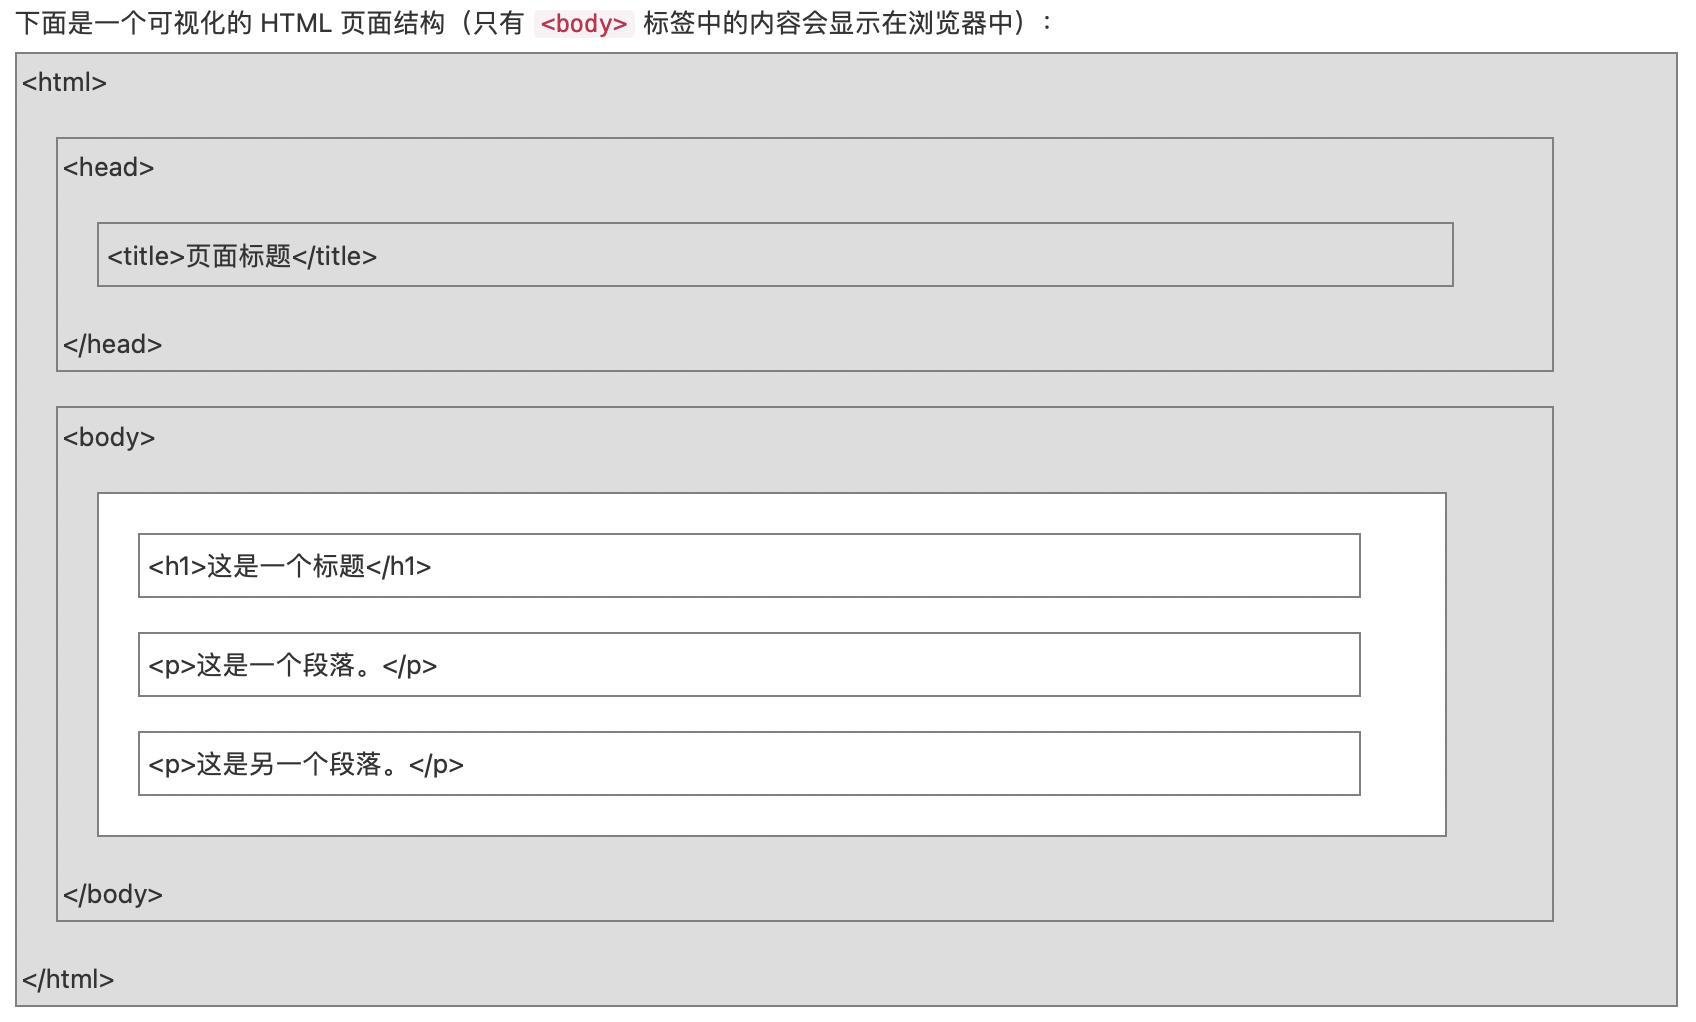 下面是一个可视化的 HTML 页面结构（只有 <body> 标签中的内容会显示在浏览器中）：
<html>
<head>
<title>页面标题</title>
</head>
<body>
<h1>这是一个标题</h1>
<p>这是一个段落。</p>
<p>这是另一个段落。</p>
</body>
</html>